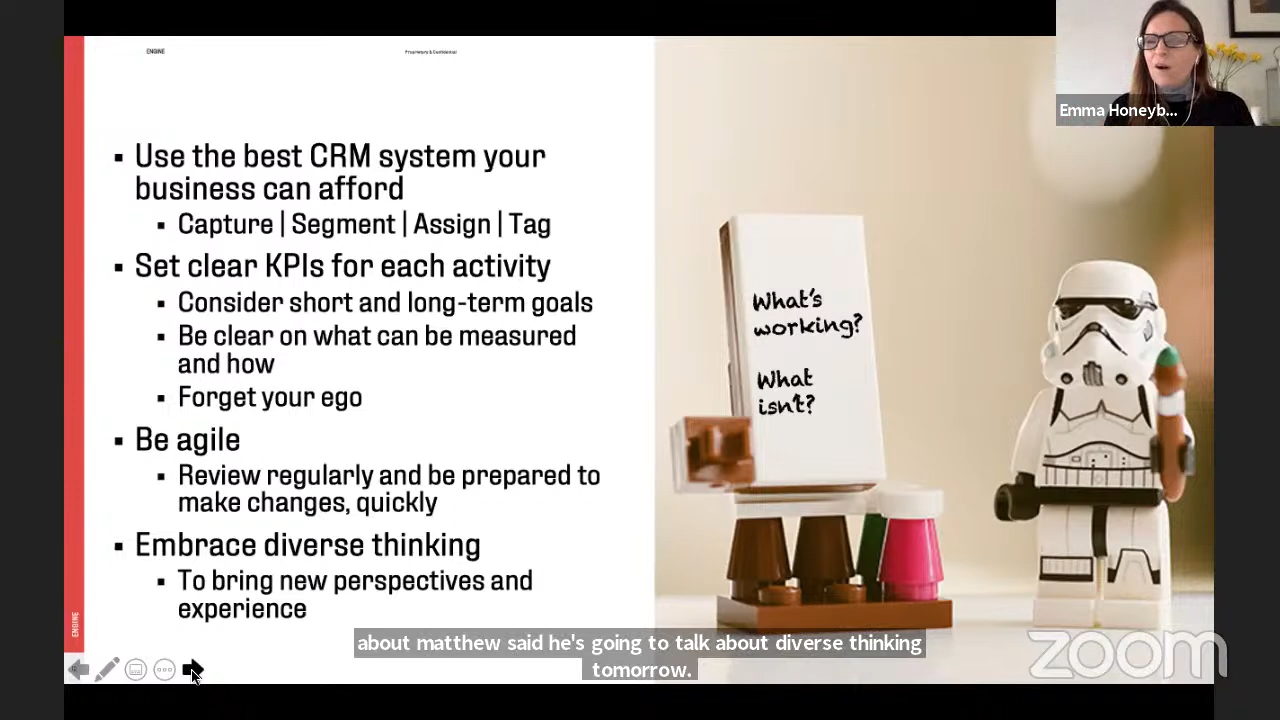 ENGINE
Proprietary & Confidential
Emma Honeyb...
▪ Use the best CRM system your
business can afford
▪ Capture | Segment | Assign | Tag
▪ Set clear KPIs for each activity
▪ Consider short and long-term goals
▪ Be clear on what can be measured
and how
▪ Forget your ego
▪ Be agile
▪ Review regularly and be prepared to
make changes, quickly
▪ Embrace diverse thinking
▪ To bring new perspectives and
experience
What's
working?
What
isn't?
ENGINE
about matthew said he's going to talk about diverse thinking
tomorrow.
zoom